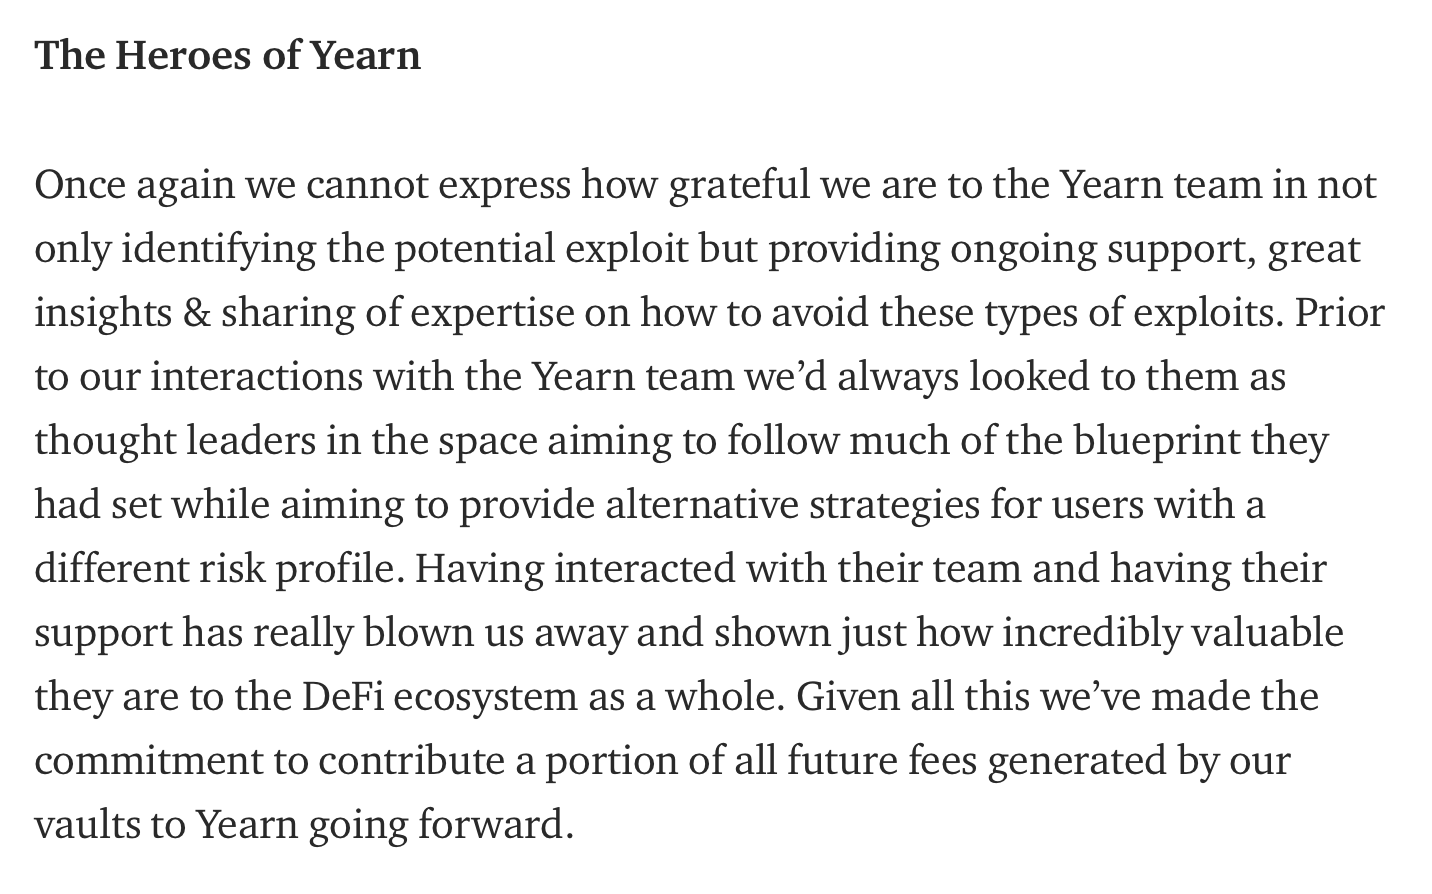 The Heroes of Yearn
Once again we cannot express how grateful we are to the Yearn team in not
only identifying the potential exploit but providing ongoing support, great
insights & sharing of expertise on how to avoid these types of exploits. Prior
to our interactions with the Yearn team we’d always looked to them as
thought leaders in the space aiming to follow much of the blueprint they
had set while aiming to provide alternative strategies for users with a
different risk profile. Having interacted with their team and having their
support has really blown us away and shown just how incredibly valuable
they are to the DeFi ecosystem as a whole. Given all this we’ve made the
commitment to contribute a portion of all future fees generated by our
vaults to Yearn going forward.